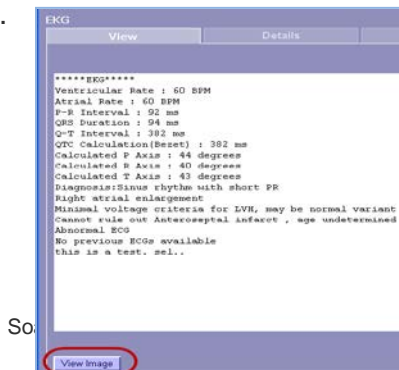 EKG
View Details
*****EKG*****
Ventricular Rate : 60 BPM
Atrial Rate : 60 BPM
P-R Interval : 92 ms
QRS Duration : 94 ms
Q-T Interval : 382 ms
QTC Calculation(Bezet) : 382 ms
Calculated P Axis : 44 degrees
Calculated R Axis : 40 degrees
Calculated T Axis : 43 degrees
Diagnosis:Sinus rhythm with short PR
Right atrial enlargement
Minimal voltage criteria for LVH, may be normal variant
Cannot rule out Anteroseptal infarct , age undetermined
Abnormal ECG
No previous ECGs available
this is a test. sel..
View Image